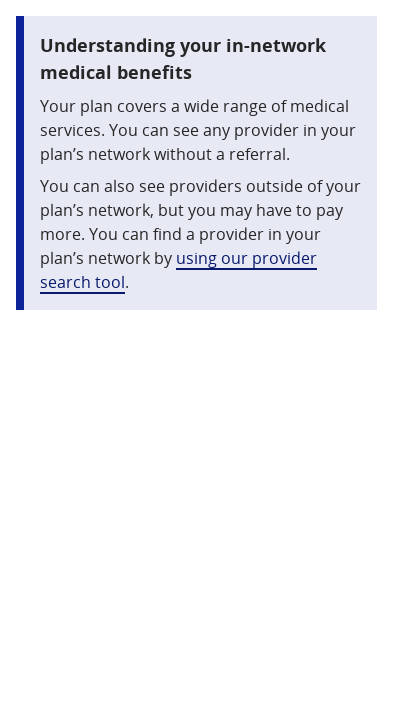 Understanding your in-network
medical benefits
Your plan covers a wide range of medical
services. You can see any provider in your
plan’s network without a referral.
You can also see providers outside of your
plan’s network, but you may have to pay
more. You can find a provider in your
plan’s network by using our provider
search tool.